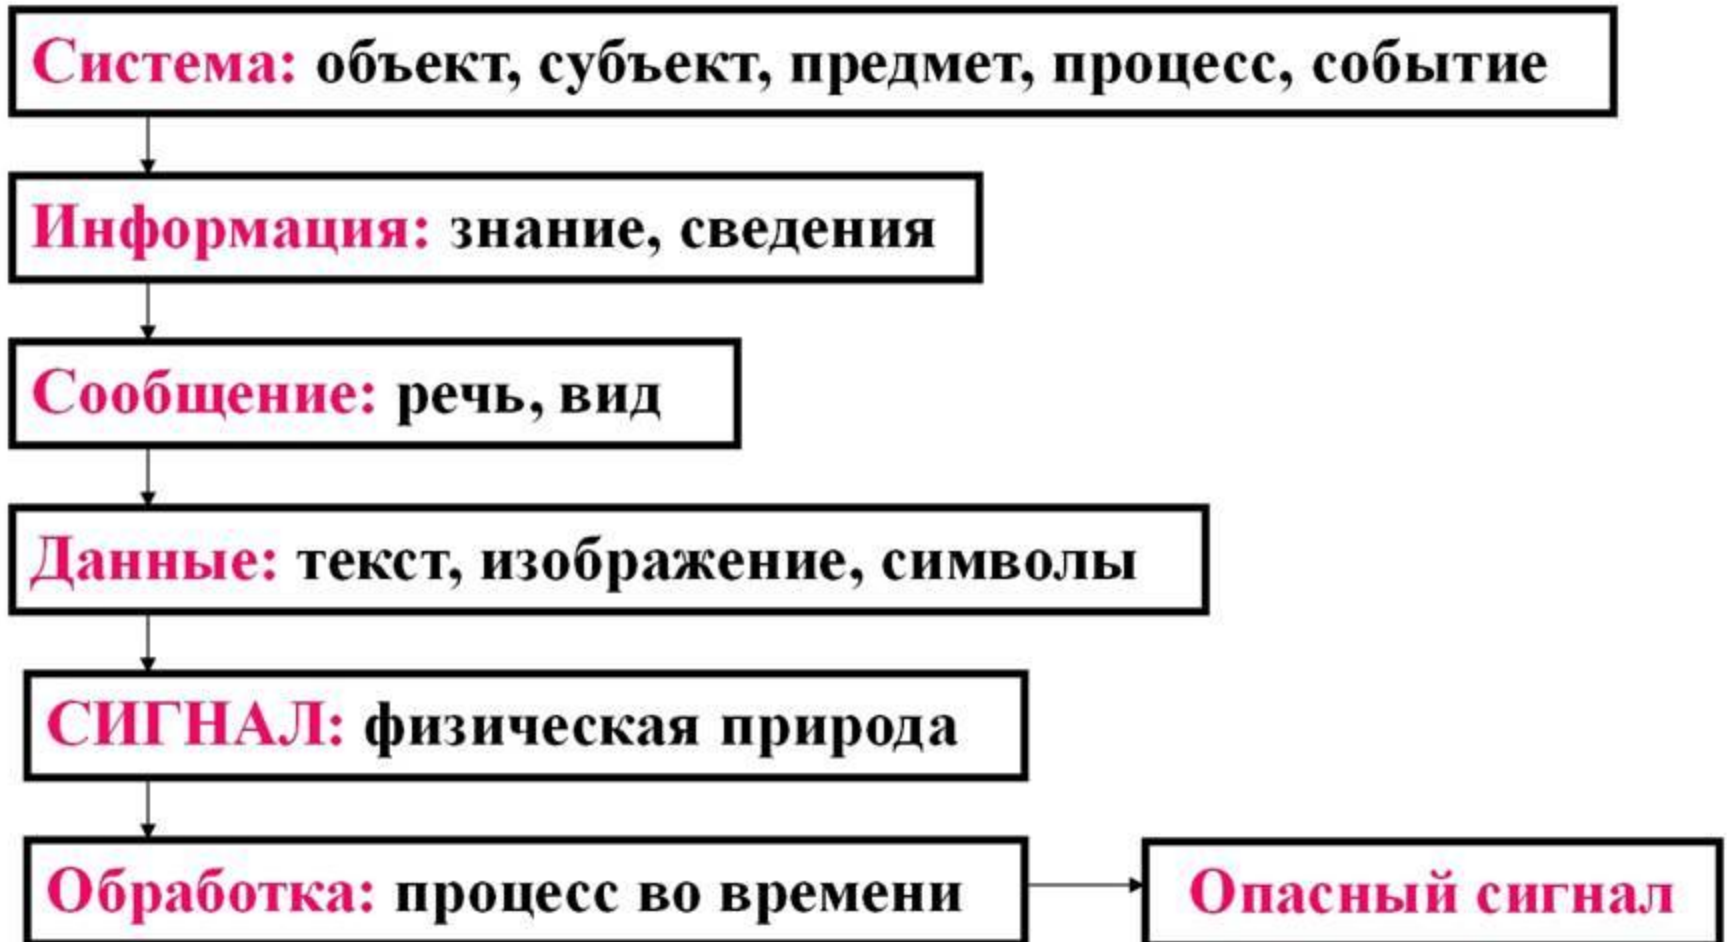 Система: объект, субъект, предмет, процесс, событие
Информация: знание, сведения
Сообщение: речь, вид
Данные: текст, изображение, символы
СИГНАЛ: физическая природа
Обработка: процесс во времени
Опасный сигнал